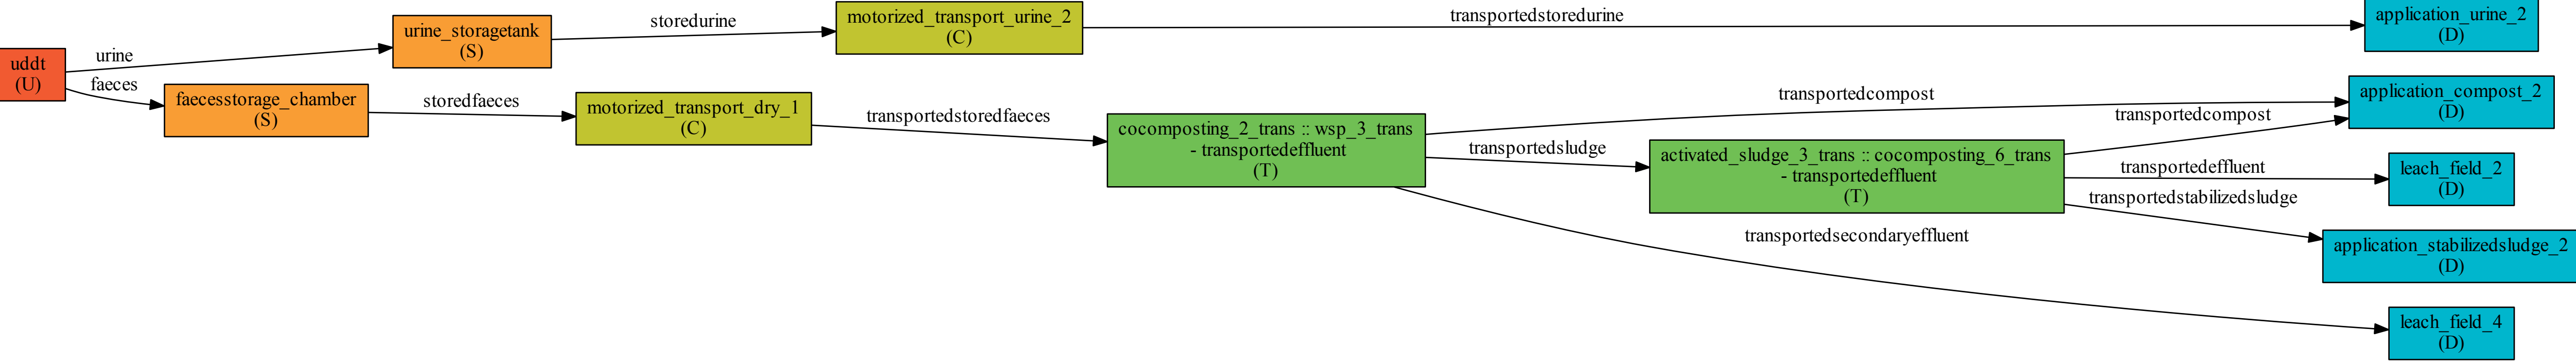 uddt
(U)
urine
faeces
urine_storagetank
(S)
faecesstorage_chamber
(S)
storedurine
storedfaeces
motorized_transport_urine_2
(C)
motorized_transport_dry_1
(C)
transportedstoredurine
transportedstoredfaeces
cocomposting_2_trans :: wsp_3_trans
- transportedeffluent
(T)
transportedcompost
transportedsludge
transportedsecondaryeffluent
activated_sludge_3_trans :: cocomposting_6_trans
- transportedeffluent
(T)
transportedcompost
transportedeffluent
transportedstabilizedsludge
application_urine_2
(D)
application_compost_2
(D)
leach_field_2
(D)
application_stabilizedsludge_2
(D)
leach_field_4
(D)